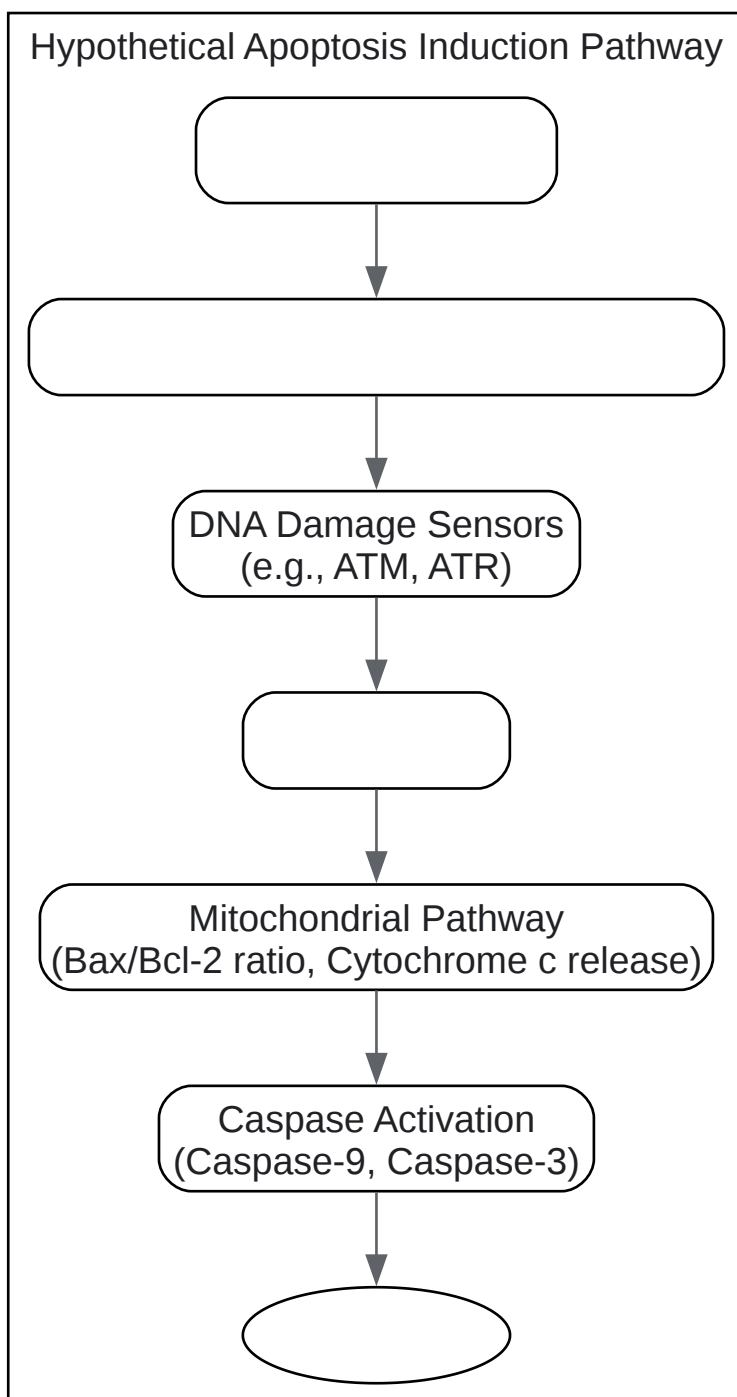 Hypothetical Apoptosis Induction Pathway
DNA Damage Sensors
(e.g., ATM, ATR)
Mitochondrial Pathway
(Bax/Bcl-2 ratio, Cytochrome c release)
Caspase Activation
(Caspase-9, Caspase-3)